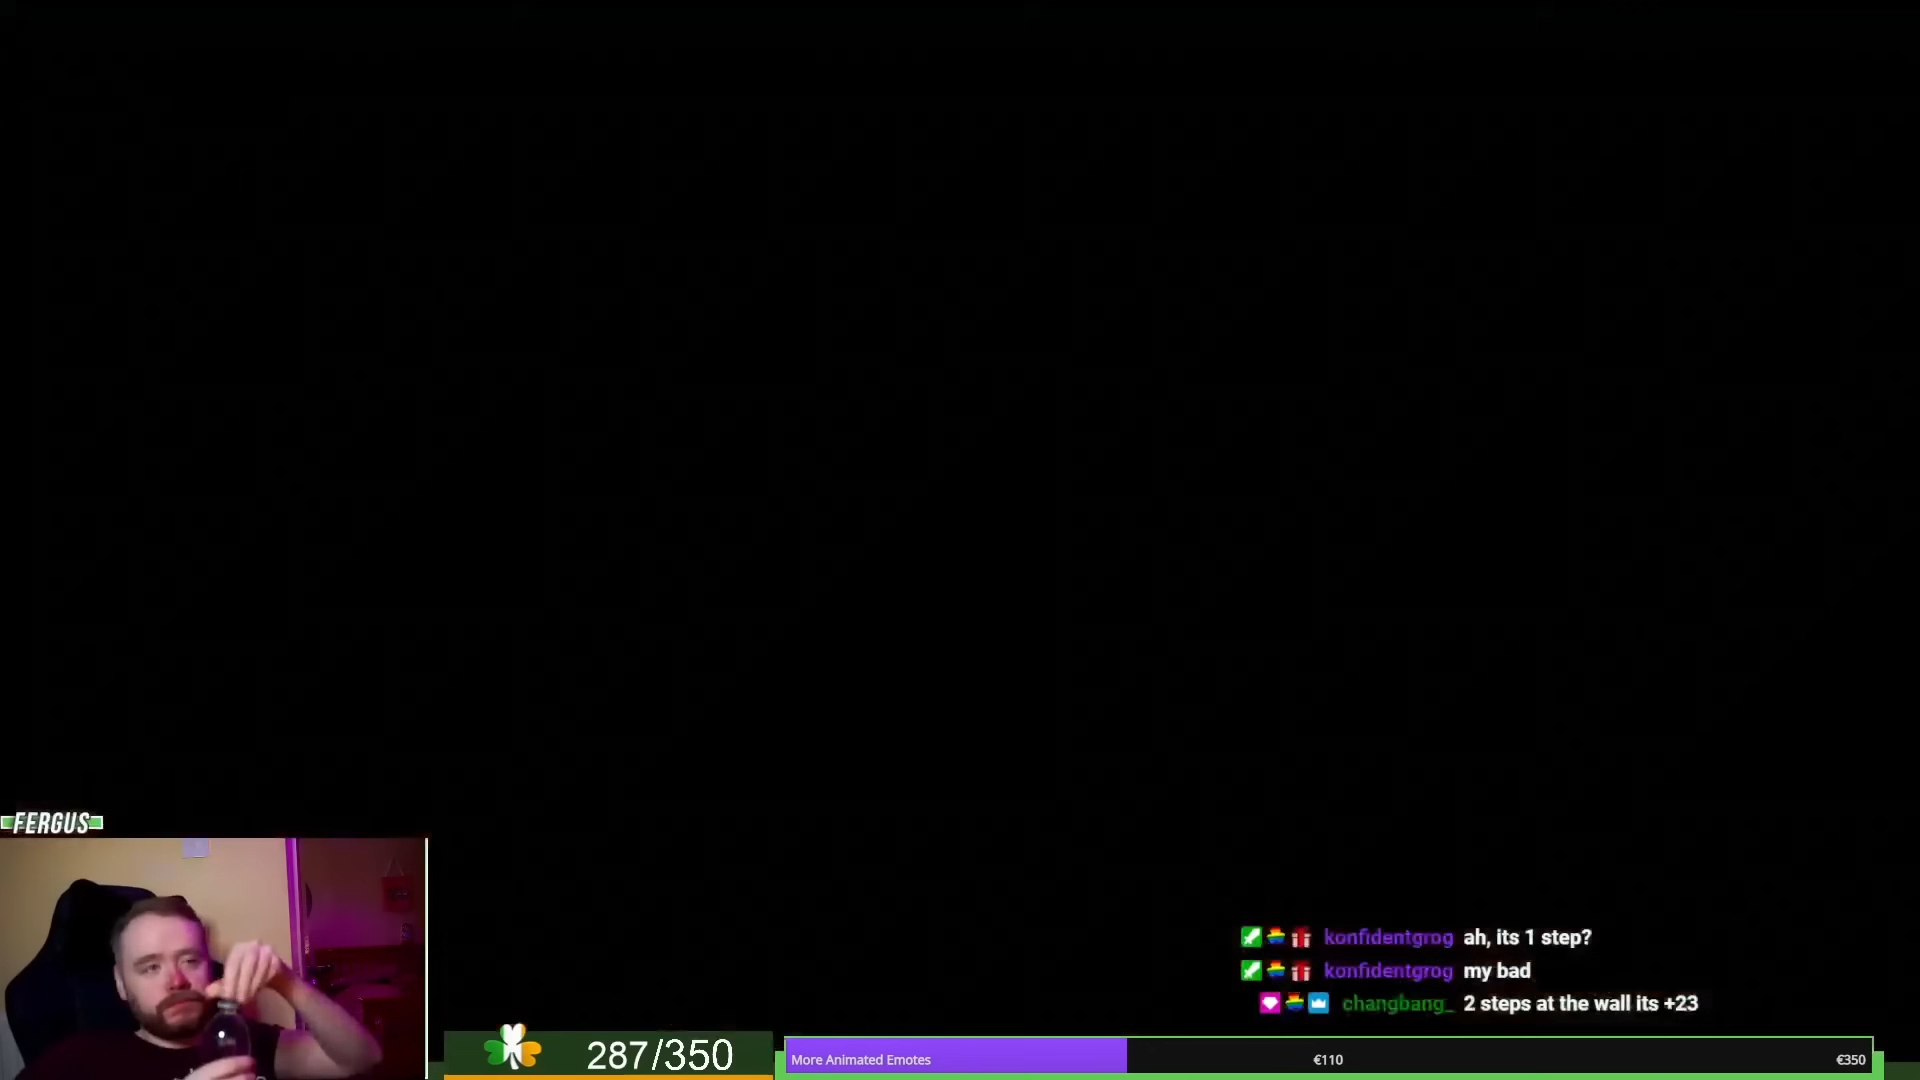 FERGUS
konfidentgrog ah, its 1 step?
konfidentgrog my bad
changbang_ 2 steps at the wall its +23
287/350
More Animated Emotes €110 €350